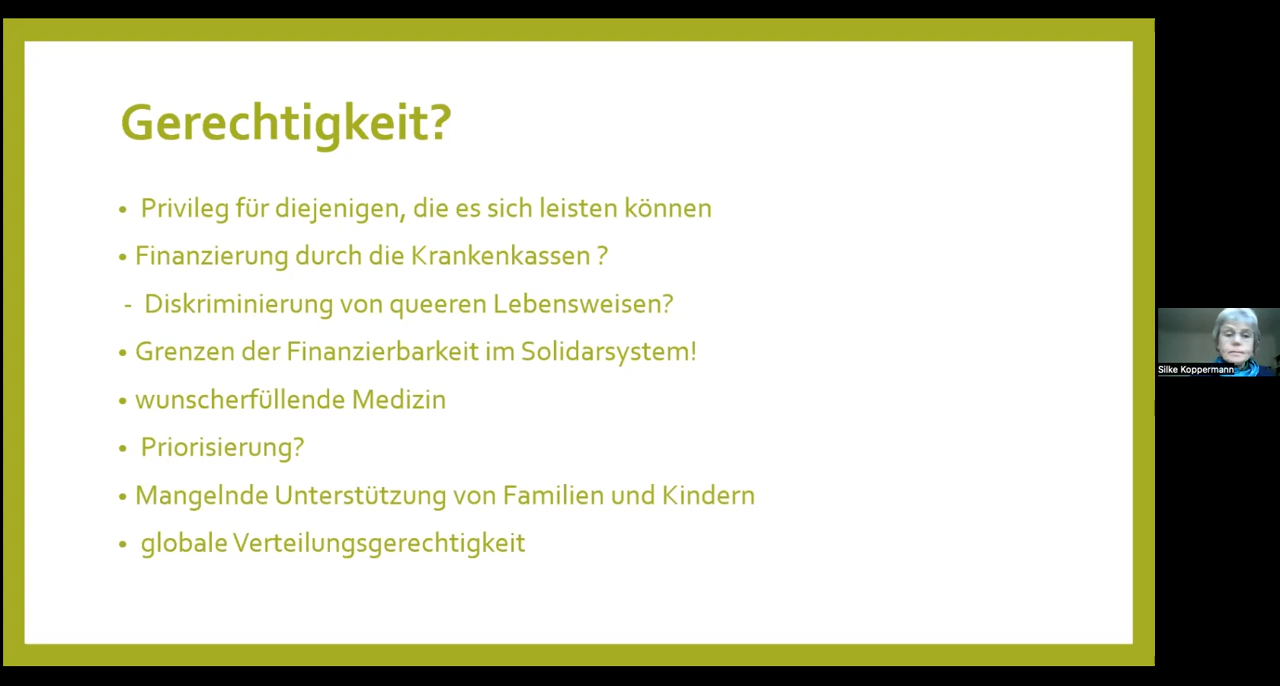 Gerechtigkeit?
• Privileg für diejenigen, die es sich leisten können
• Finanzierung durch die Krankenkassen ?
- Diskriminierung von queeren Lebensweisen?
• Grenzen der Finanzierbarkeit im Solidarsystem!
• wunscherfüllende Medizin
• Priorisierung?
• Mangelnde Unterstützung von Familien und Kindern
• globale Verteilungsgerechtigkeit
Silke Koppermann